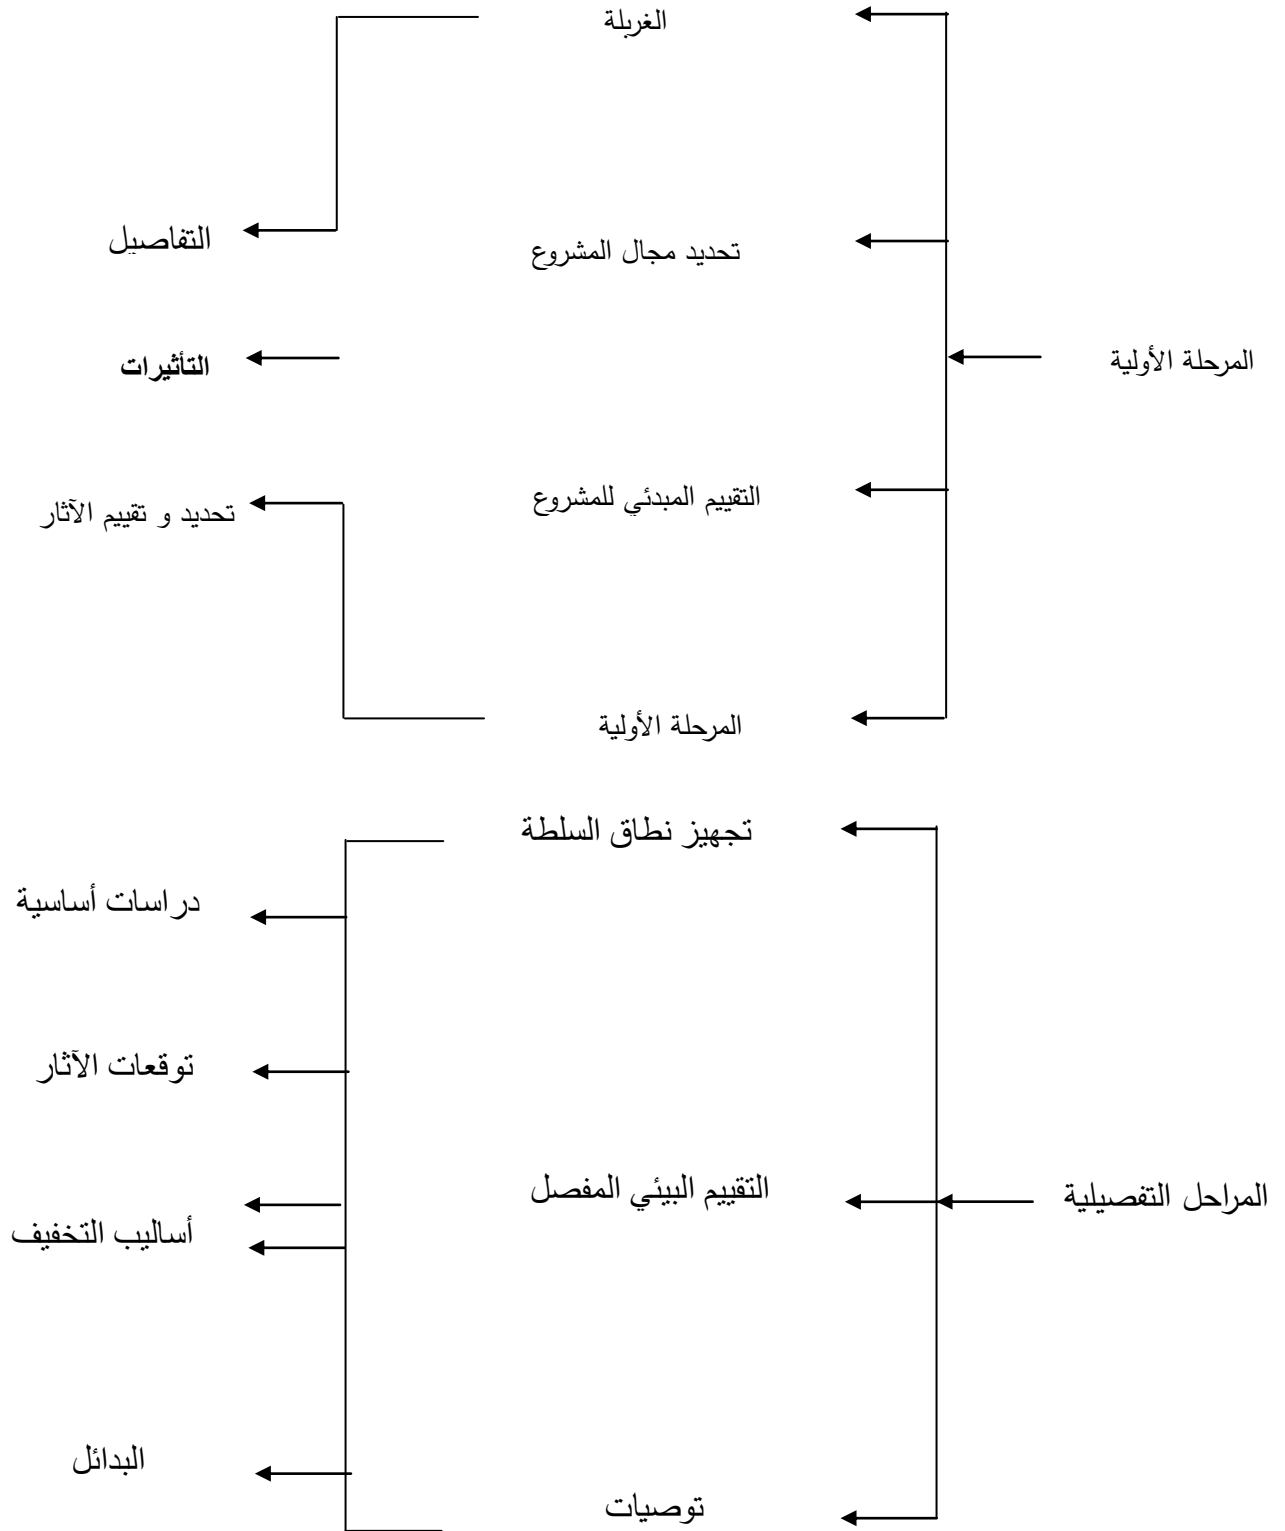 الغربلة
التفاصيل
تحديد مجال المشروع
المرحلة الأولية
التأثيرات
التقييم المبدئي للمشروع
تحديد و تقييم الآثار
المرحلة الأولية
تجهيز نطاق السلطة
دراسات أساسية
توقعات الآثار
المراحل التفصيلية
التقييم البيئي المفصل
أساليب التخفيف
البدائل
توصيات